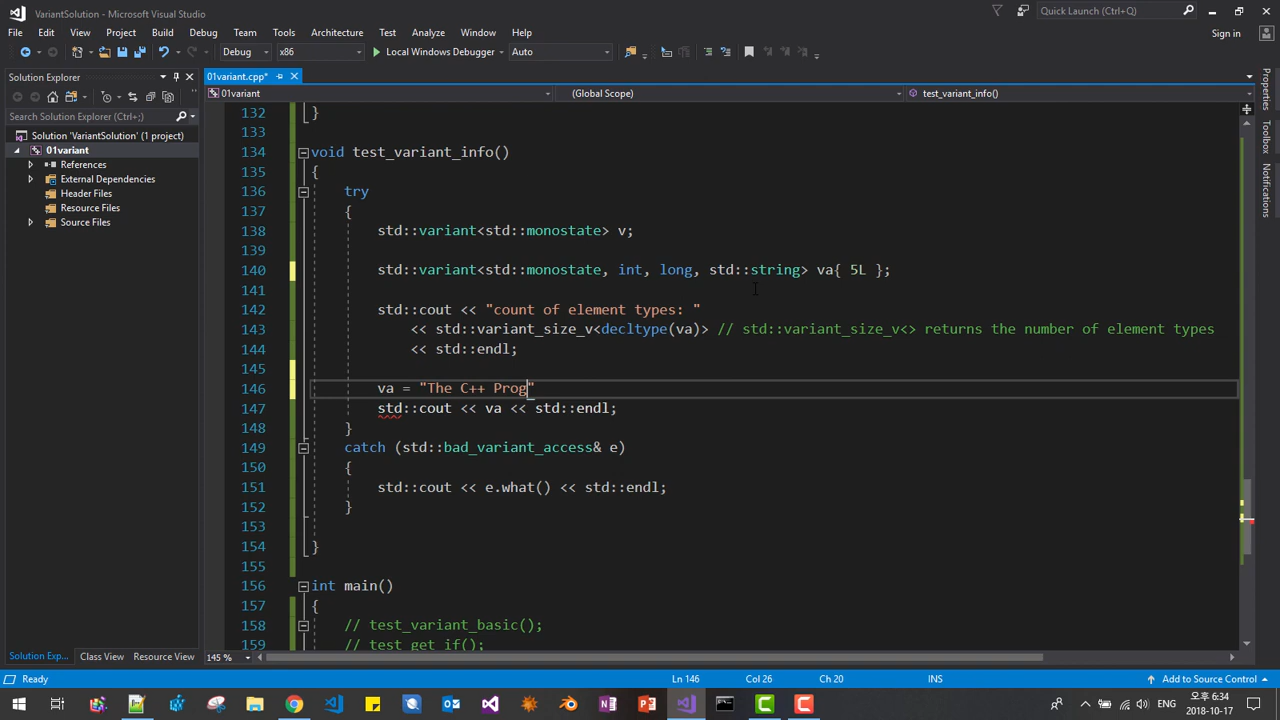 VariantSolution - Microsoft Visual Studio
Quick Launch (Ctrl+Q)
File Edit View Project Build Debug Team Tools Architecture Test Analyze Window Help
Sign in
Debug x86 Local Windows Debugger Auto
Solution Explorer
01variant.cpp*
01variant (Global Scope) test_variant_info()
Search Solution Explorer (Ctrl+;)
Solution 'VariantSolution' (1 project)
01variant
References
External Dependencies
Header Files
Resource Files
Source Files
132 }
133
134 void test_variant_info()
135 {
136 try
137 {
138 std::variant<std::monostate> v;
139
140 std::variant<std::monostate, int, long, std::string> va{ 5L };
141
142 std::cout << "count of element types: "
143 << std::variant_size_v<decltype(va)> // std::variant_size_v<> returns the number of element types
144 << std::endl;
145
146 va = "The C++ Prog"
147 std::cout << va << std::endl;
148 }
149 catch (std::bad_variant_access& e)
150 {
151 std::cout << e.what() << std::endl;
152 }
153
154 }
155
156 int main()
157 {
158 // test_variant_basic();
159 // test_get_if();
Properties
Toolbox
Notifications
Solution Exp... Class View Resource View
145 %
Ready Ln 146 Col 26 Ch 20 INS Add to Source Control
ENG
오후 6:34
2018-10-17